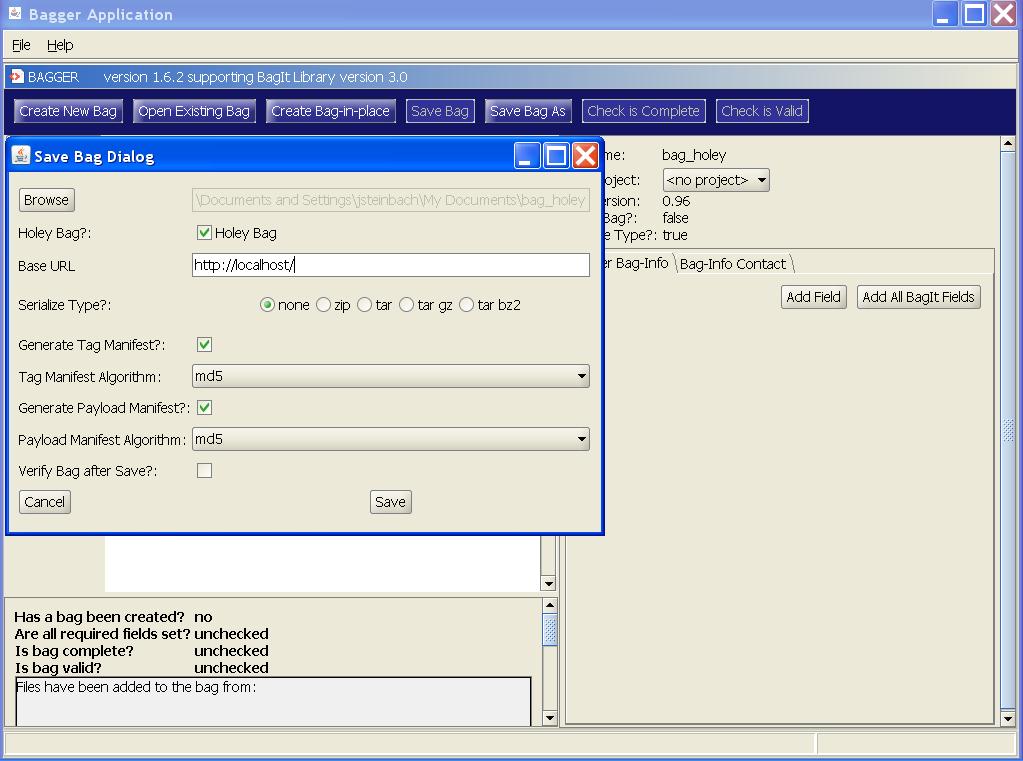 Bagger Application
File Help
BAGGER version 1.6.2 supporting BagIt Library version 3.0
Create New Bag Open Existing Bag Create Bag-in-place Save Bag Save Bag As Check is Complete Check is Valid
Save Bag Dialog
Browse \Documents and Settings\jsteinbach\My Documents\bag_holey
Holey Bag?: Holey Bag
Base URL http://localhost/
Serialize Type?: none zip tar tar gz tar bz2
Generate Tag Manifest?:
Tag Manifest Algorithm: md5
Generate Payload Manifest?:
Payload Manifest Algorithm: md5
Verify Bag after Save?:
Cancel Save
me: bag_holey
oject: <no project>
rsion: 0.96
Bag?: false
e Type?: true
er Bag-Info Bag-Info Contact
Add Field Add All BagIt Fields
Has a bag been created? no
Are all required fields set? unchecked
Is bag complete? unchecked
Is bag valid? unchecked
Files have been added to the bag from: